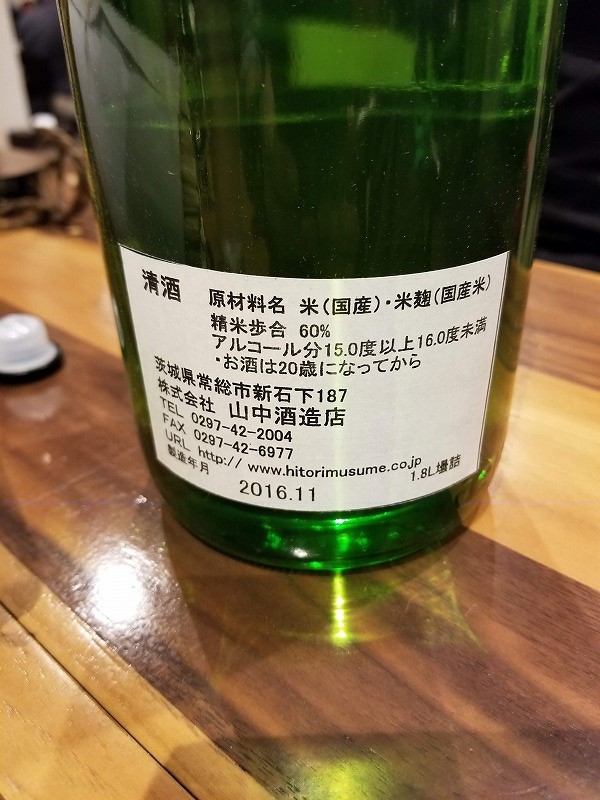 清酒
原材料名 米(国産)・米麹(国産米)
精米歩合 60%
アルコール分15.0度以上16.0度未満
・お酒は20歳になってから
茨城県常総市新石下187
株式会社 山中酒造店
TEL 0297-42-2004
FAX 0297-42-6977
URL http:// www.hitorimusume.co.jp
製造年月
1.8L壜詰
2016.11